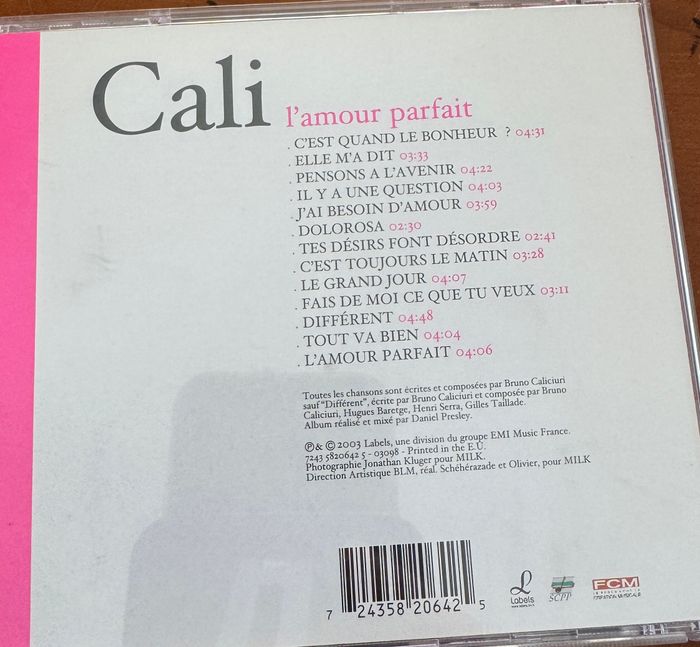 Cali l'amour parfait
. C'EST QUAND LE BONHEUR ? 04:31
. ELLE M'A DIT 03:33
. PENSONS A L'AVENIR 04:22
. IL Y A UNE QUESTION 04:03
. J'AI BESOIN D'AMOUR 03:59
. DOLOROSA 02:30
. TES DÉSIRS FONT DÉSORDRE 02:41
. C'EST TOUJOURS LE MATIN 03:28
. LE GRAND JOUR 04:07
. FAIS DE MOI CE QUE TU VEUX 03:11
. DIFFÉRENT 04:48
. TOUT VA BIEN 04:04
. L'AMOUR PARFAIT 04:06
Toutes les chansons sont écrites et composées par Bruno Caliciuri
sauf "Différent", écrite par Bruno Caliciuri et composée par Bruno
Caliciuri, Hugues Baretge, Henri Serra, Gilles Taillade.
Album réalisé et mixé par Daniel Presley.
℗& © 2003 Labels, une division du groupe EMI Music France.
7243 5820642 5 - 03098 - Printed in the E.U.
Photographie Jonathan Kluger pour MILK.
Direction Artistique BLM, réal. Schéhérazade et Olivier, pour MILK
7 24358 20642 5
L Labels
SCPP
FCM